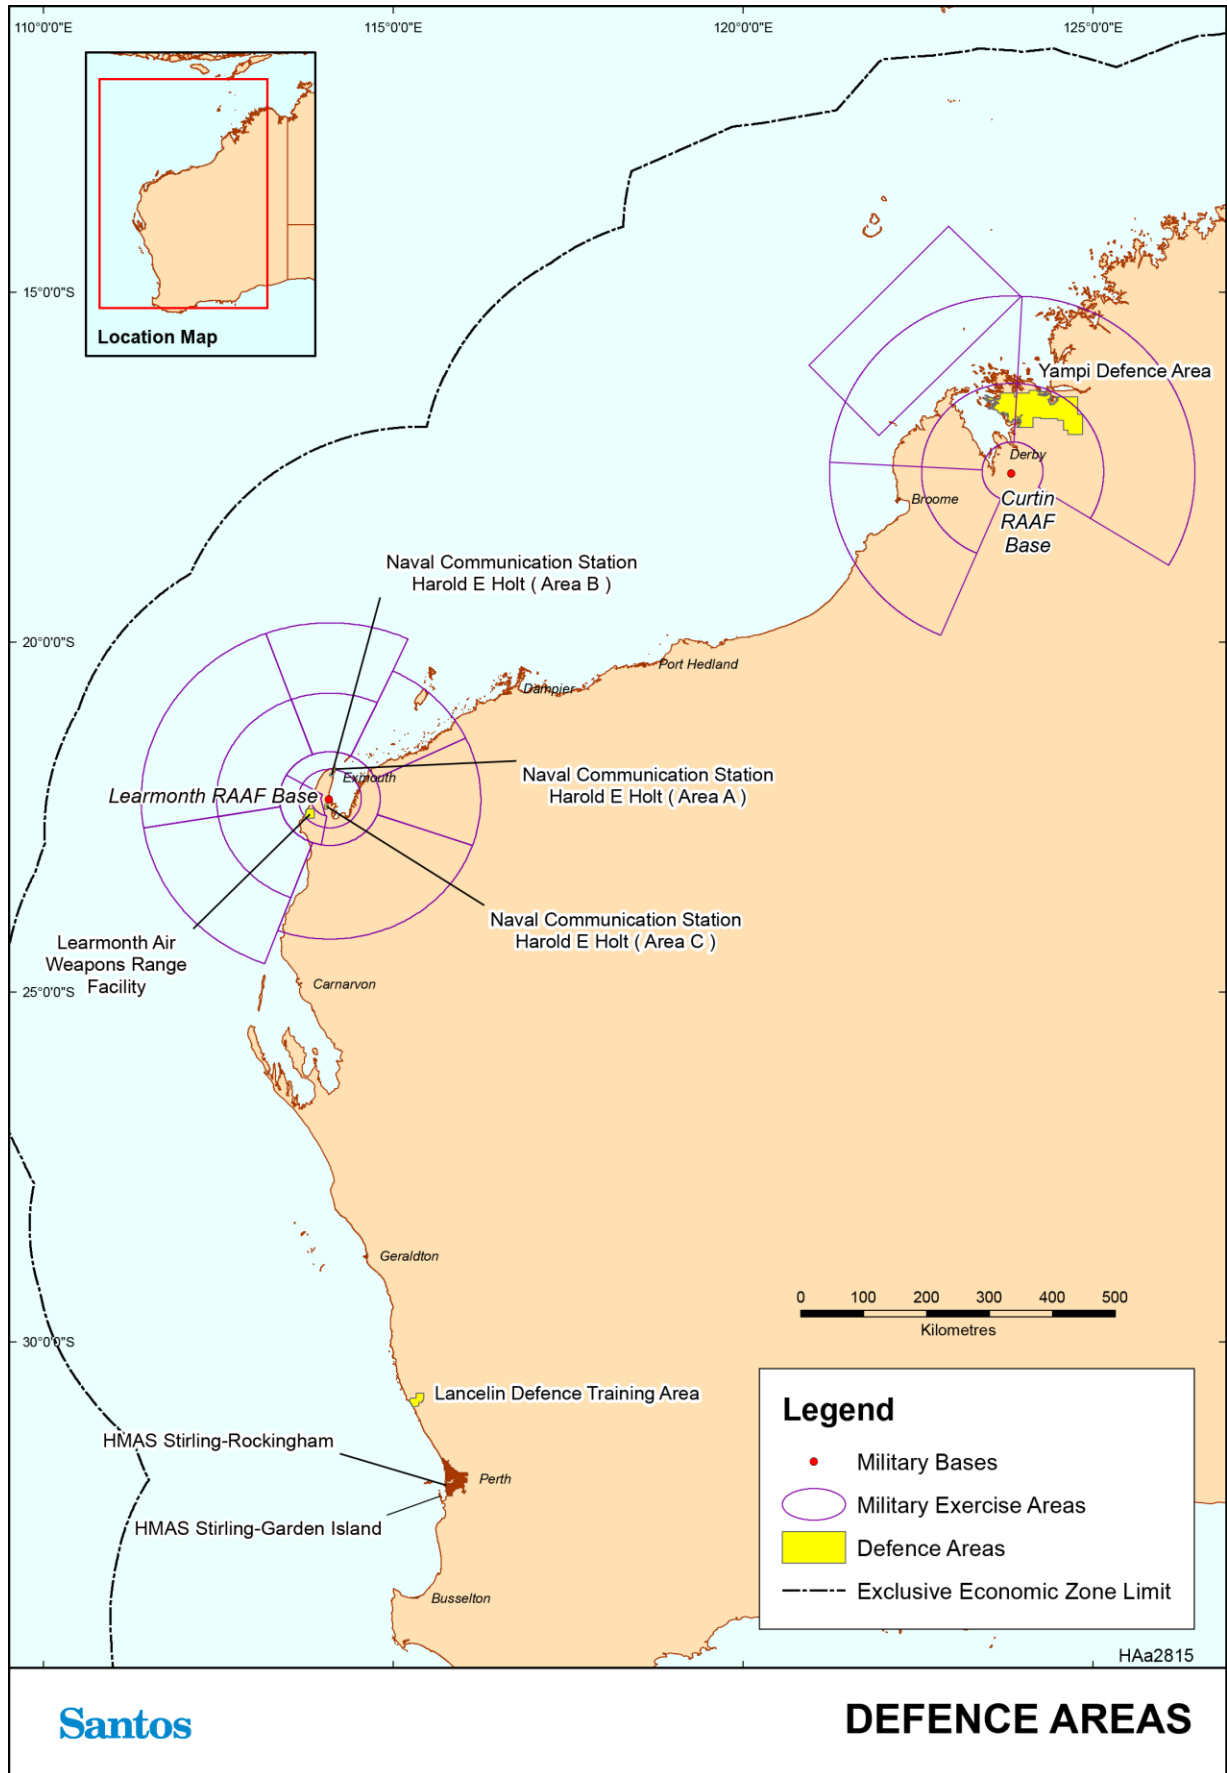 110°0'0"E
115°0'0"E
120°0'0"E
125°0'0"E
Location Map
15°0'0"S
Yampi Defence Area
Derby
Curtin
RAAF
Base
Broome
Naval Communication Station
Harold E Holt ( Area B )
20°0'0"S
Port Hedland
Dampier
Exmouth
Learmonth RAAF Base
Naval Communication Station
Harold E Holt ( Area A )
Naval Communication Station
Harold E Holt ( Area C )
Learmonth Air
Weapons Range
Facility
Carnarvon
25°0'0"S
Geraldton
0 100 200 300 400 500
Kilometres
30°0'0"S
Lancelin Defence Training Area
HMAS Stirling-Rockingham
Perth
HMAS Stirling-Garden Island
Busselton
Legend
Military Bases
Military Exercise Areas
Defence Areas
Exclusive Economic Zone Limit
HAa2815
Santos
DEFENCE AREAS